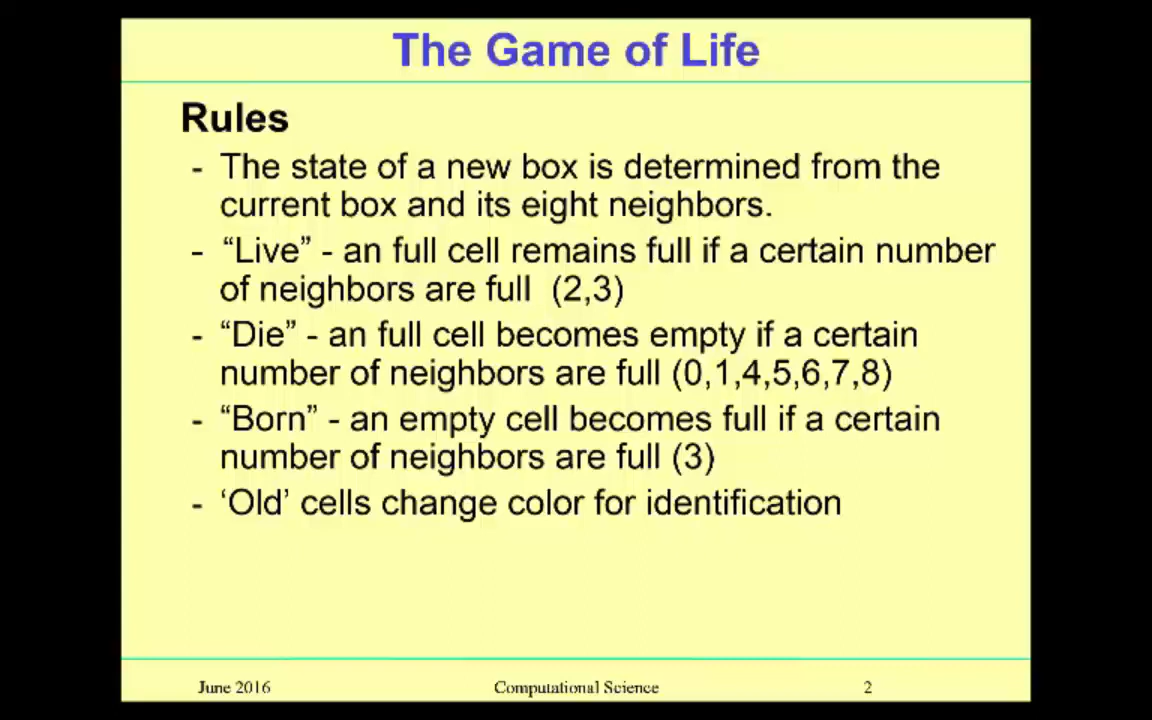 The Game of Life
Rules
- The state of a new box is determined from the
current box and its eight neighbors.
- “Live” - an full cell remains full if a certain number
of neighbors are full (2,3)
- “Die” - an full cell becomes empty if a certain
number of neighbors are full (0,1,4,5,6,7,8)
- “Born” - an empty cell becomes full if a certain
number of neighbors are full (3)
- ‘Old’ cells change color for identification
June 2016 Computational Science 2